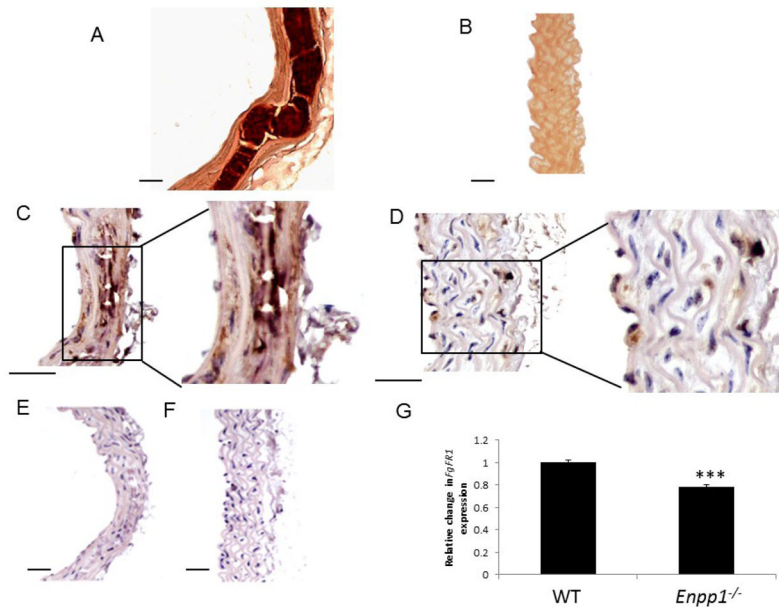 A
B
C
D
E
F
G
Relative change in FgFR1
expression
1.2
1
0.8
0.6
0.4
0.2
0
***
WT
Enpp1-/-